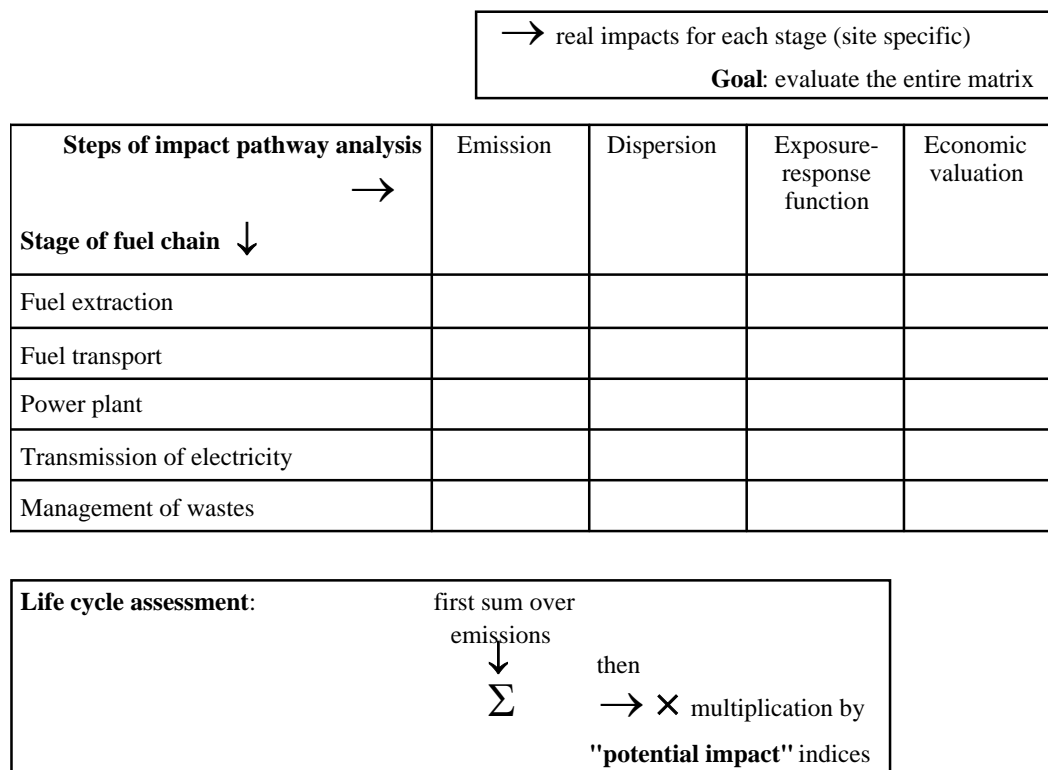 → real impacts for each stage (site specific)
Goal: evaluate the entire matrix
Steps of impact pathway analysis
→
Stage of fuel chain ↓
Emission
Dispersion
Exposure-
response
function
Economic
valuation
Fuel extraction
Fuel transport
Power plant
Transmission of electricity
Management of wastes
Life cycle assessment:
first sum over
emissions
↓
Σ
then
→ × multiplication by
"potential impact" indices